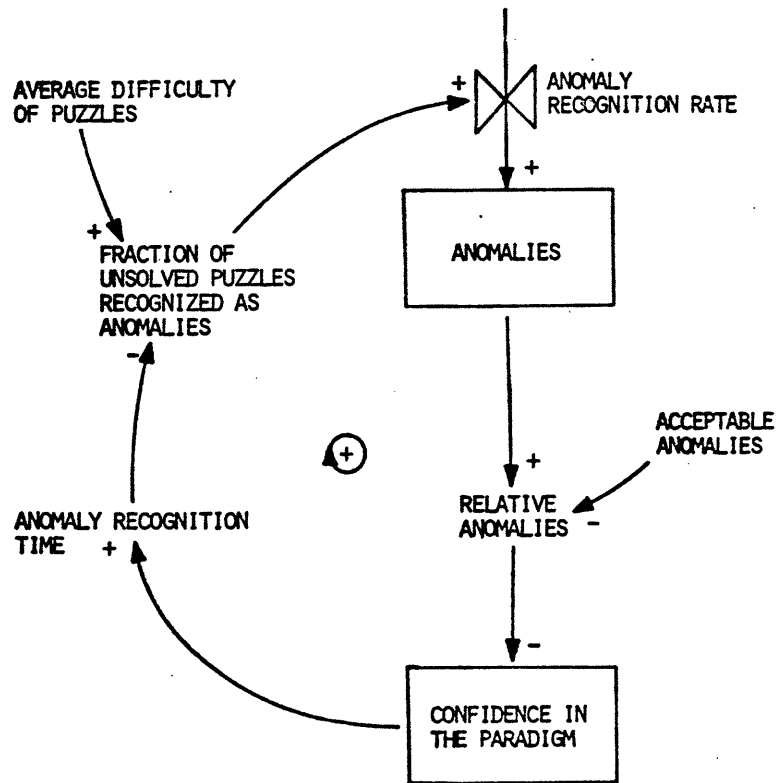 AVERAGE DIFFICULTY
OF PUZZLES
+
+
ANOMALY
RECOGNITION RATE
+
ANOMALIES
+
FRACTION OF
UNSOLVED PUZZLES
RECOGNIZED AS
ANOMALIES
-
+
ACCEPTABLE
ANOMALIES
+
RELATIVE
ANOMALIES -
ANOMALY RECOGNITION
TIME +
-
CONFIDENCE IN
THE PARADIGM